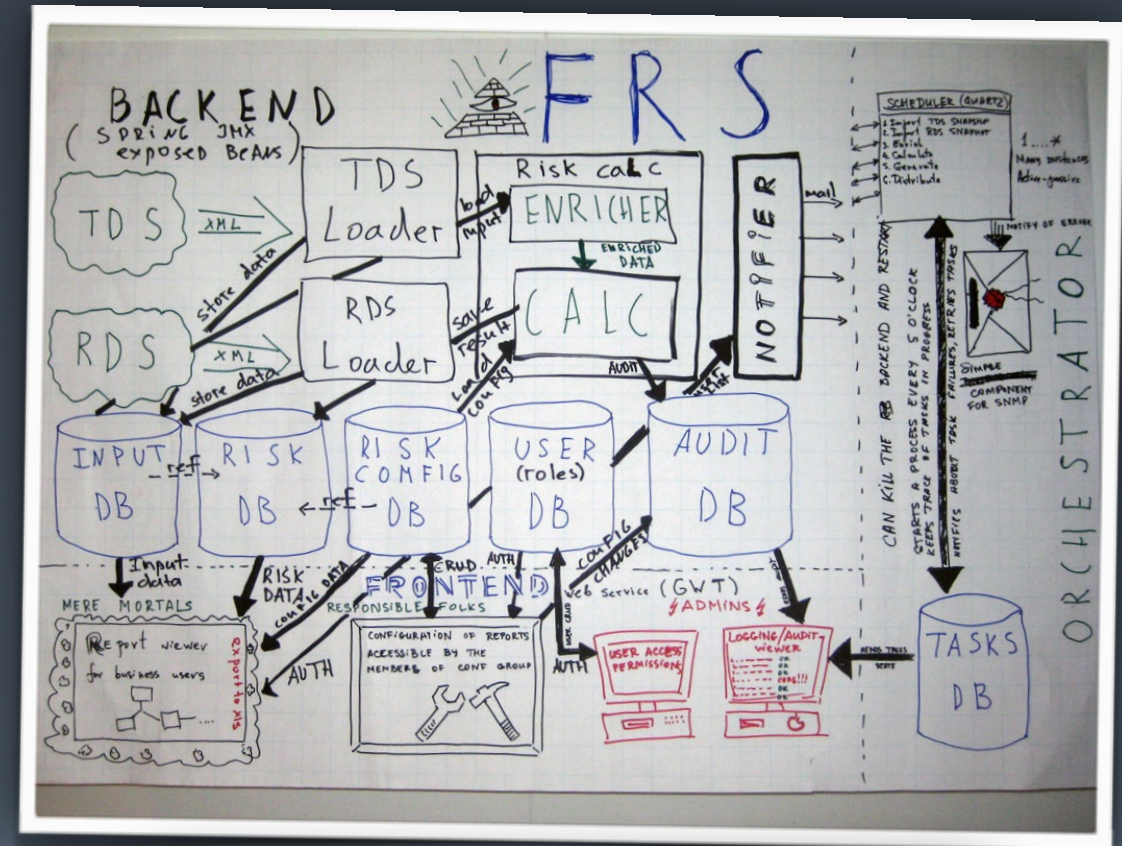 BACKEND
(SPRING JMX
exposed BEANS)
FRS
TDS
XML
TDS
Loader
load
input
Risk calc
ENRICHER
ENRICHED
DATA
CALC
NOTIFIER
mail
store data
RDS
XML
RDS
Loader
store data
save
result
Load
config
AUDIT
user
list
INPUT
DB
ref
RISK
DB
ref
RISK
COMFIG
DB
USER
(roles)
DB
AUDIT
DB
Input
data
RISK
DATA
CONFIG DATA
CRUD
AUTH
CONFIG
CHANGES
FRONTEND
Web Service (GWT)
MERE MORTALS
RESPONSIBLE FOLKS
ADMINS
REport viewer
for business users
....
Export to XLS
AUTH
CONFIGURATION OF REPORTS
ACCESSIBLE BY THE
MEMBERS OF CONF GROUP
USER CRUD
AUTH
USER ACCESS
PERMISSIONS
LOGGING/AUDIT
viewer
OK
OK
OK
OK
OK
READS TASKS
STATE
SCHEDULER (QUARTZ)
1. Import TDS SNAPSHOT
2. Import RDS SNAPSHOT
3. Enrich
4. Calculate
5. Generate
6. Distribute
1....*
Many instances
Active-passive
NOTIFY OF ERROR
SIMPLE
COMPONENT
FOR SNMP
CAN KILL THE BACKEND AND RESTART
STARTS A PROCESS EVERY 5 O'CLOCK
KEEPS TRACK OF TASKS IN PROGRESS
NOTIFIES ABOUT TASK FAILURES, RETRIES TASKS
ORCHESTRATOR
TASKS
DB